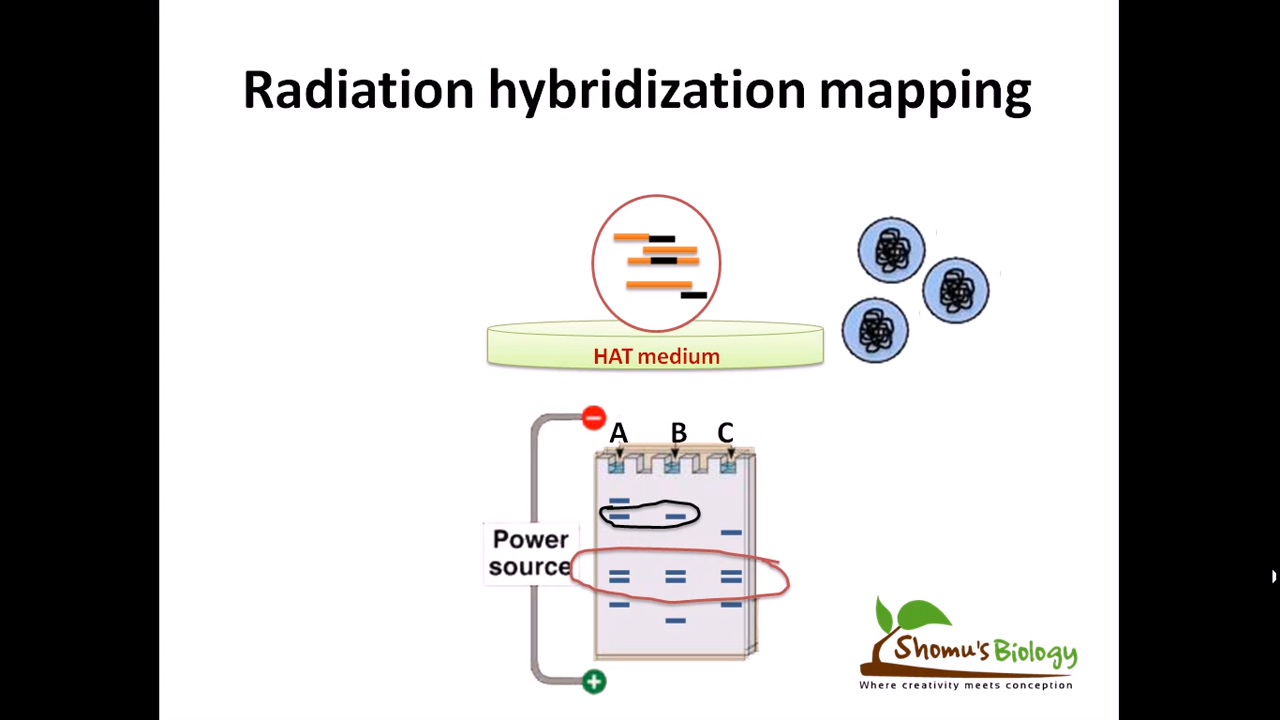 Radiation hybridization mapping
HAT medium
A B C
Power
source
Shomu's Biology
Where creativity meets conception